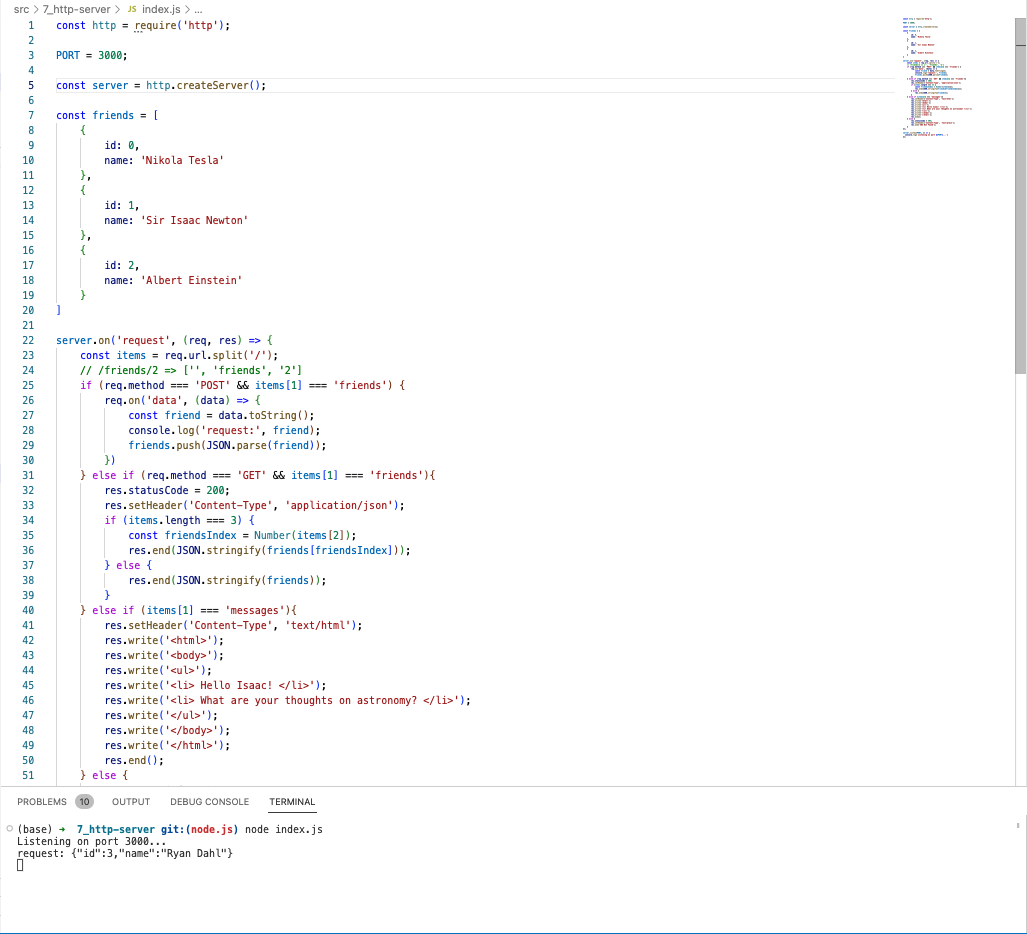 src > 7_http-server > JS index.js > ...
1 const http = require('http');
2
3 PORT = 3000;
4
5 const server = http.createServer();
6
7 const friends = [
8 {
9 id: 0,
10 name: 'Nikola Tesla'
11 },
12 {
13 id: 1,
14 name: 'Sir Isaac Newton'
15 },
16 {
17 id: 2,
18 name: 'Albert Einstein'
19 }
20 ]
21
22 server.on('request', (req, res) => {
23 const items = req.url.split('/');
24 // /friends/2 => ['', 'friends', '2']
25 if (req.method === 'POST' && items[1] === 'friends') {
26 req.on('data', (data) => {
27 const friend = data.toString();
28 console.log('request:', friend);
29 friends.push(JSON.parse(friend));
30 })
31 } else if (req.method === 'GET' && items[1] === 'friends'){
32 res.statusCode = 200;
33 res.setHeader('Content-Type', 'application/json');
34 if (items.length === 3) {
35 const friendsIndex = Number(items[2]);
36 res.end(JSON.stringify(friends[friendsIndex]));
37 } else {
38 res.end(JSON.stringify(friends));
39 }
40 } else if (items[1] === 'messages'){
41 res.setHeader('Content-Type', 'text/html');
42 res.write('<html>');
43 res.write('<body>');
44 res.write('<ul>');
45 res.write('<li> Hello Isaac! </li>');
46 res.write('<li> What are your thoughts on astronomy? </li>');
47 res.write('</ul>');
48 res.write('</body>');
49 res.write('</html>');
50 res.end();
51 } else {
PROBLEMS 10 OUTPUT DEBUG CONSOLE TERMINAL
(base) → 7_http-server git:(node.js) node index.js
Listening on port 3000...
request: {"id":3,"name":"Ryan Dahl"}